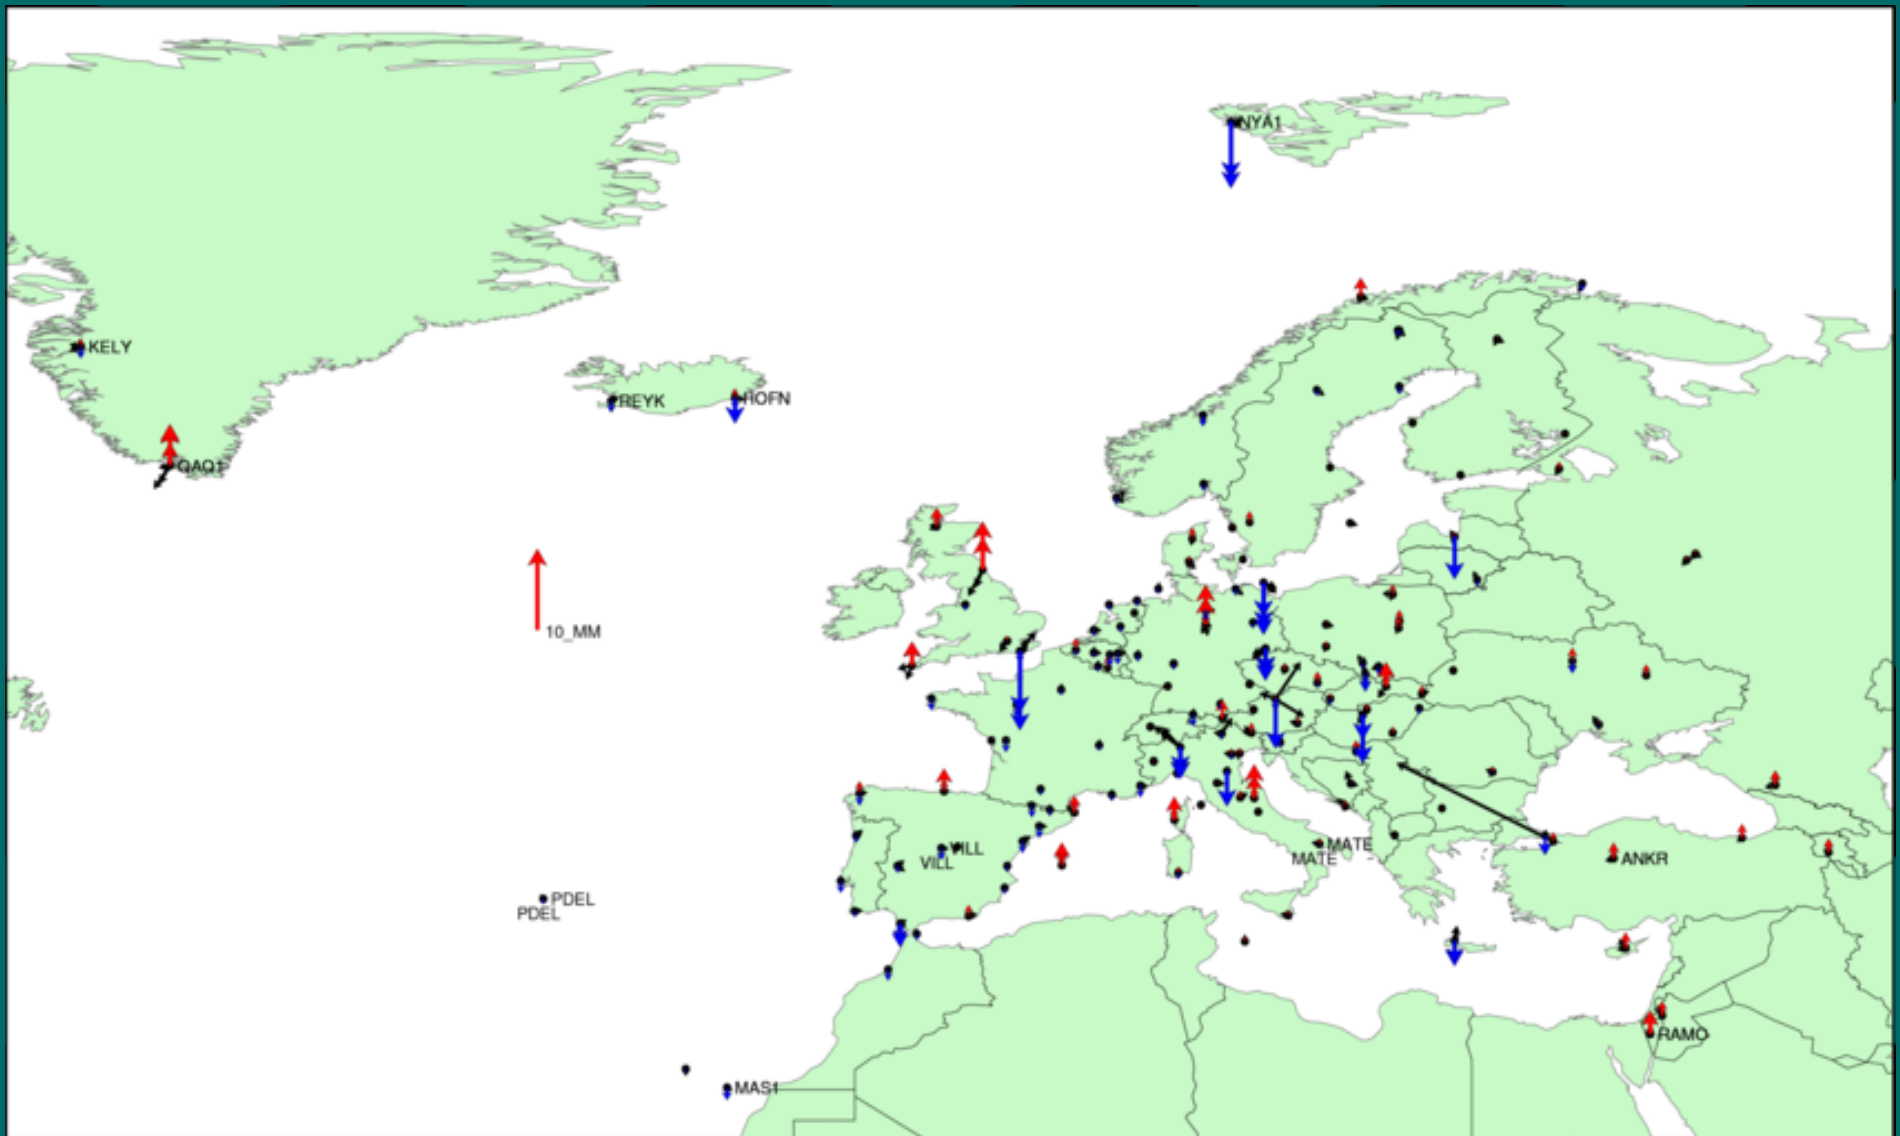 NYA1
KELY
REYK
HOFN
QAQ1
10_MM
MATE
MATE
VILL
VILL
ANKR
PDEL
PDEL
RAMO
MAS1